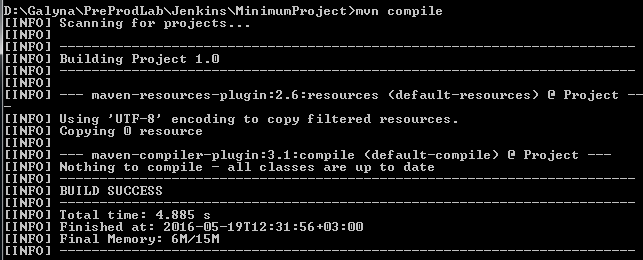 D:\Galyna\PreProdLab\Jenkins\MinimumProject>mvn compile
[INFO] Scanning for projects...
[INFO]
[INFO] ------------------------------------------------------------------------
[INFO] Building Project 1.0
[INFO] ------------------------------------------------------------------------
[INFO]
[INFO] --- maven-resources-plugin:2.6:resources (default-resources) @ Project --
-
[INFO] Using 'UTF-8' encoding to copy filtered resources.
[INFO] Copying 0 resource
[INFO]
[INFO] --- maven-compiler-plugin:3.1:compile (default-compile) @ Project ---
[INFO] Nothing to compile - all classes are up to date
[INFO] ------------------------------------------------------------------------
[INFO] BUILD SUCCESS
[INFO] ------------------------------------------------------------------------
[INFO] Total time: 4.885 s
[INFO] Finished at: 2016-05-19T12:31:56+03:00
[INFO] Final Memory: 6M/15M
[INFO] ------------------------------------------------------------------------